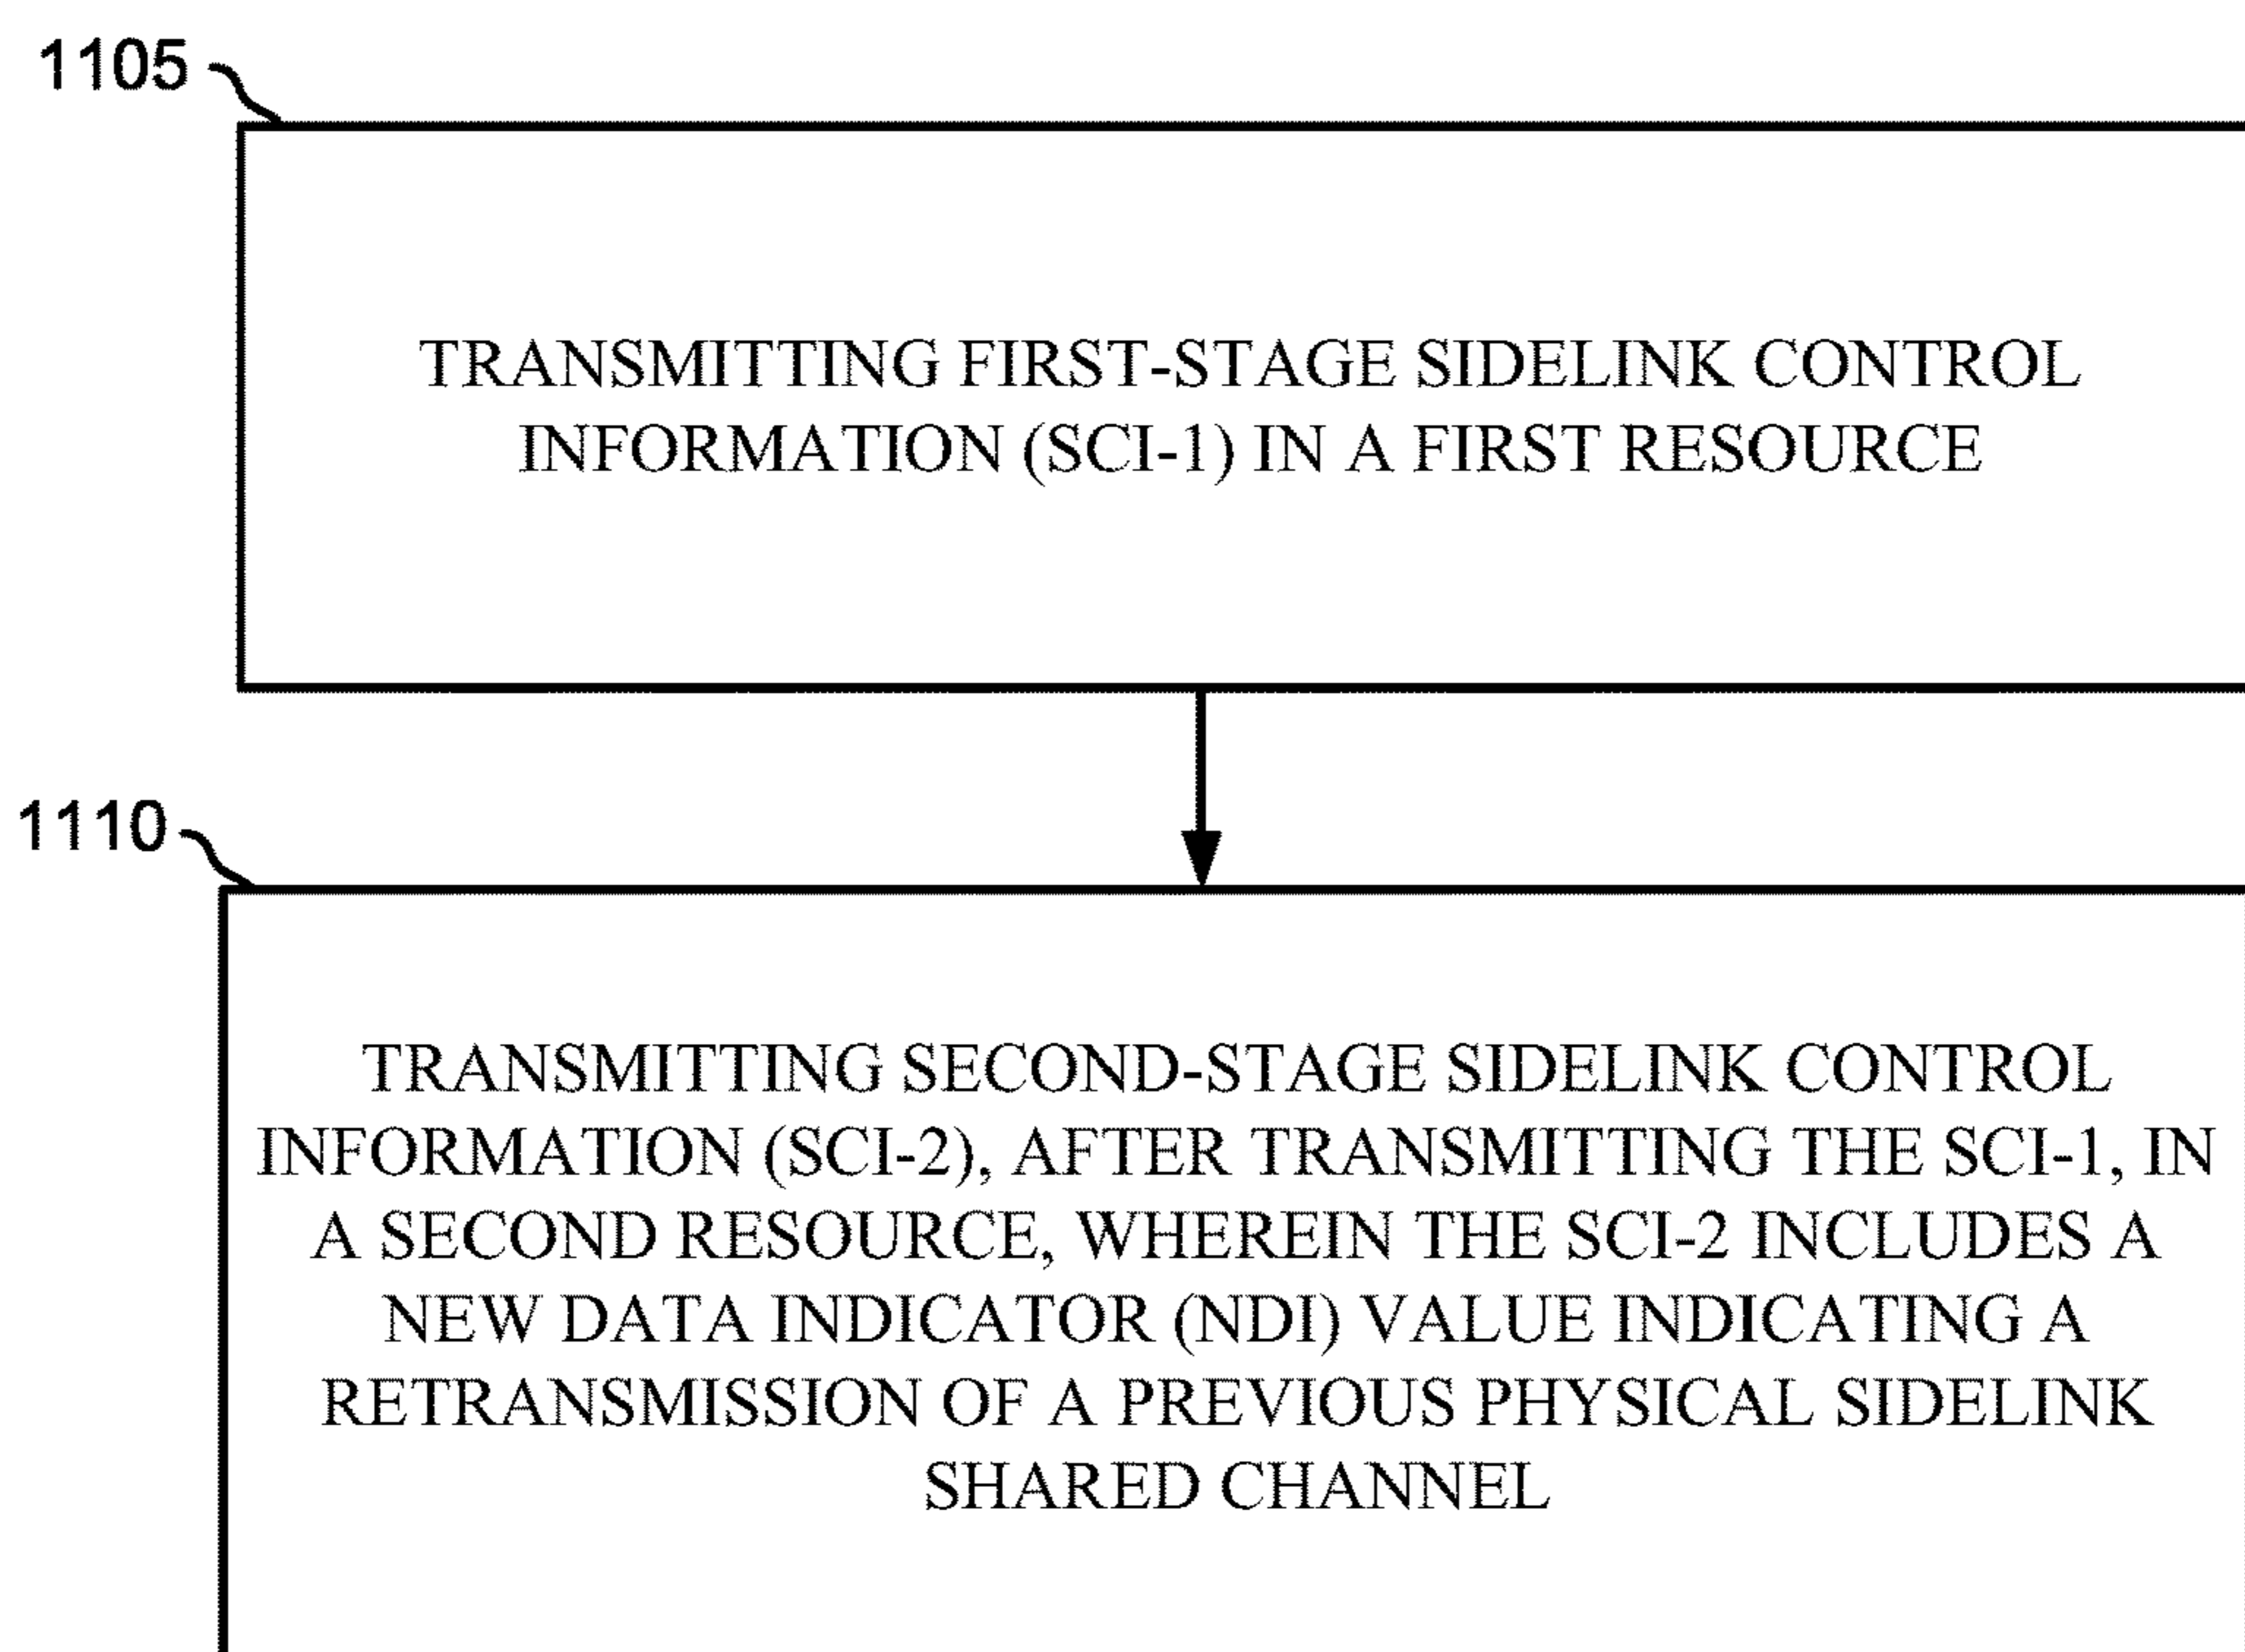 1105
TRANSMITTING FIRST-STAGE SIDELINK CONTROL
INFORMATION (SCI-1) IN A FIRST RESOURCE
1110
TRANSMITTING SECOND-STAGE SIDELINK CONTROL
INFORMATION (SCI-2), AFTER TRANSMITTING THE SCI-1, IN
A SECOND RESOURCE, WHEREIN THE SCI-2 INCLUDES A
NEW DATA INDICATOR (NDI) VALUE INDICATING A
RETRANSMISSION OF A PREVIOUS PHYSICAL SIDELINK
SHARED CHANNEL